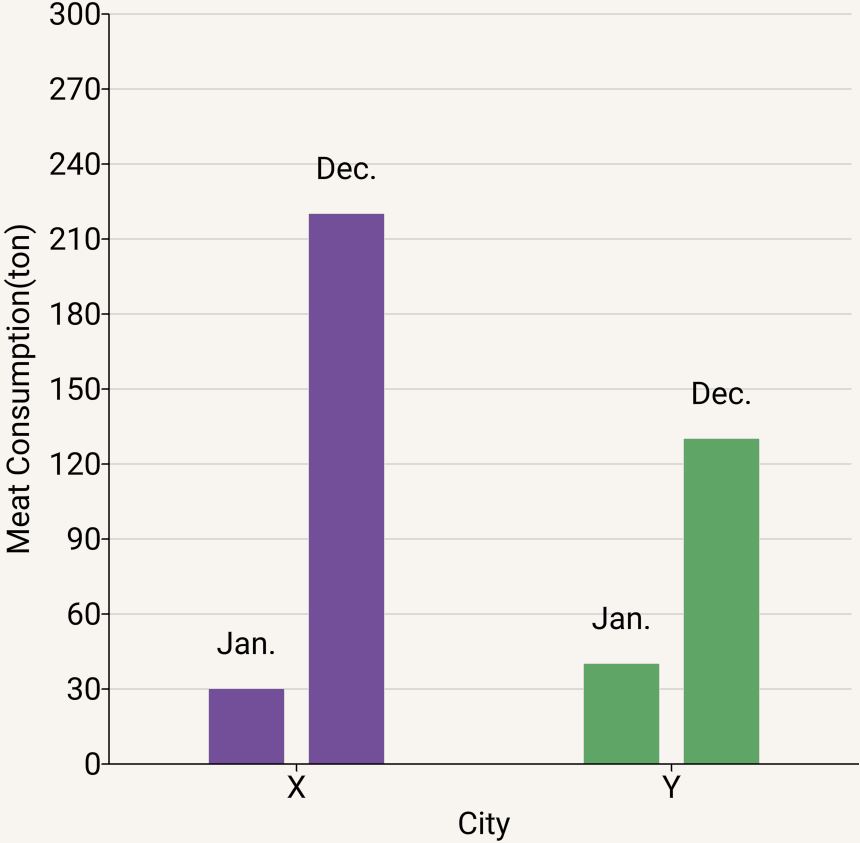 300
270
240
210
180
150
120
90
60
30
0
Meat Consumption(ton)
Jan.
Dec.
Jan.
Dec.
X
Y
City